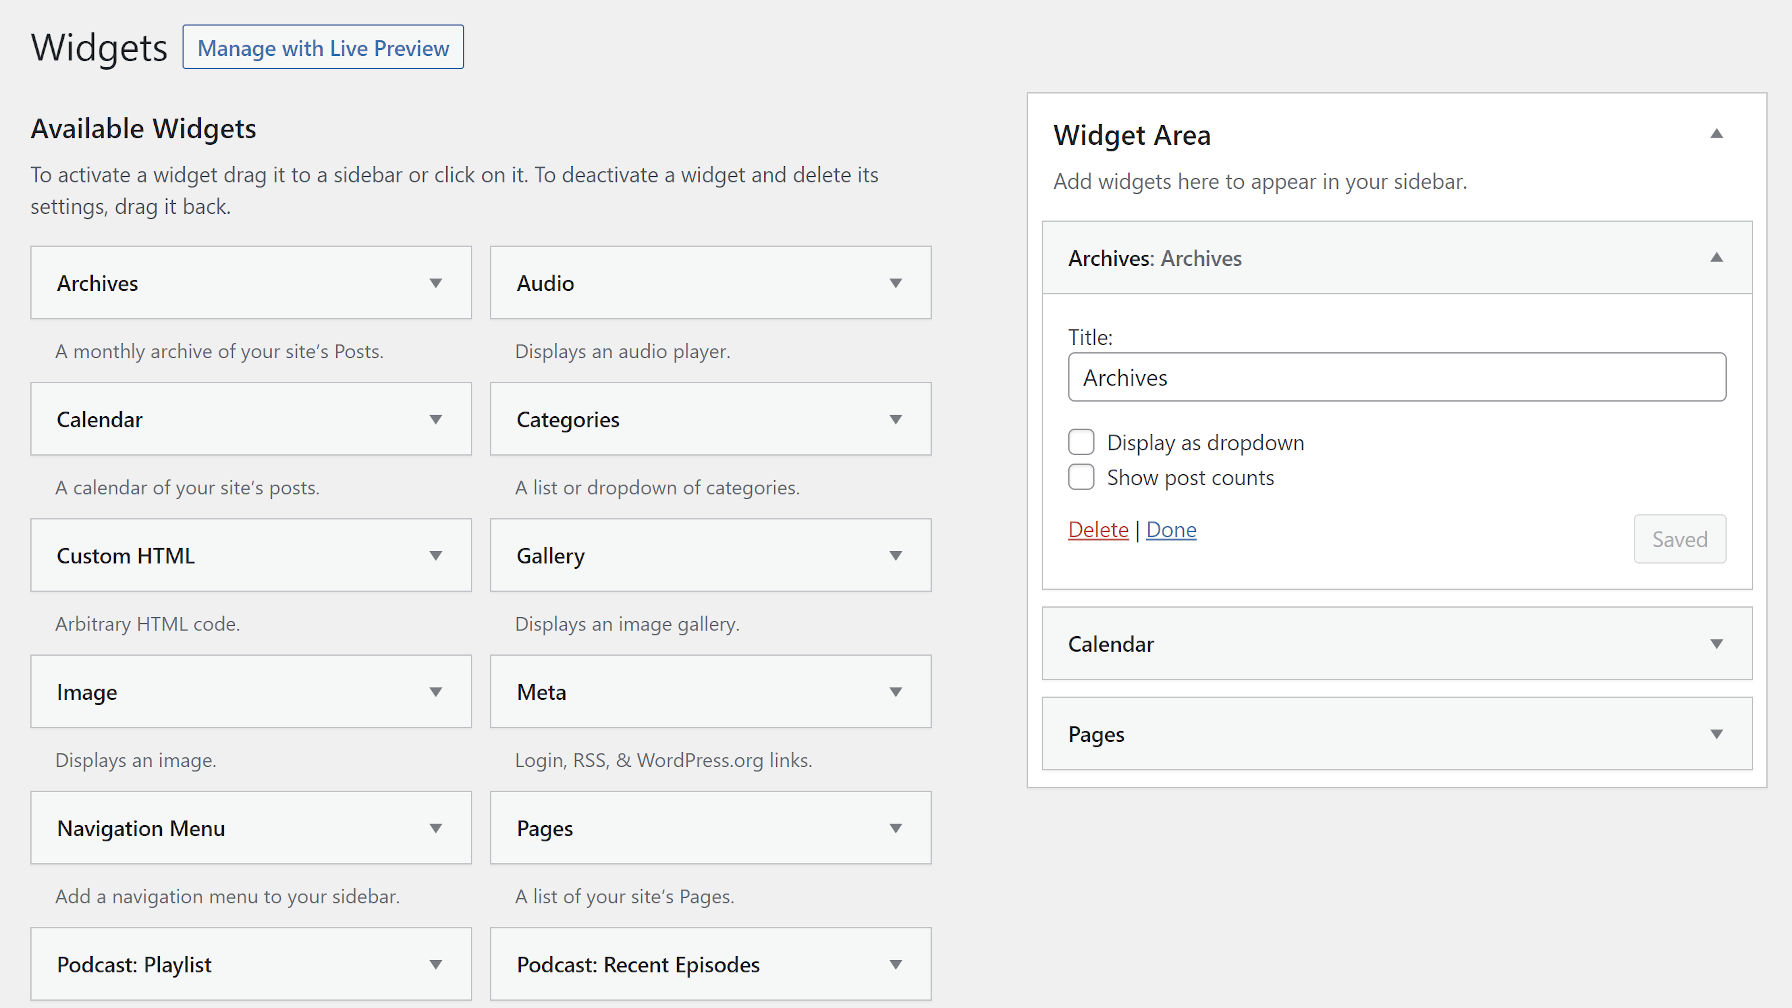 Widgets
Manage with Live Preview
Available Widgets
To activate a widget drag it to a sidebar or click on it. To deactivate a widget and delete its
settings, drag it back.
Archives
Audio
A monthly archive of your site’s Posts.
Displays an audio player.
Calendar
Categories
A calendar of your site’s posts.
A list or dropdown of categories.
Custom HTML
Gallery
Arbitrary HTML code.
Displays an image gallery.
Image
Meta
Displays an image.
Login, RSS, & WordPress.org links.
Navigation Menu
Pages
Add a navigation menu to your sidebar.
A list of your site’s Pages.
Podcast: Playlist
Podcast: Recent Episodes
Widget Area
Add widgets here to appear in your sidebar.
Archives: Archives
Title:
Archives
Display as dropdown
Show post counts
Delete | Done
Saved
Calendar
Pages